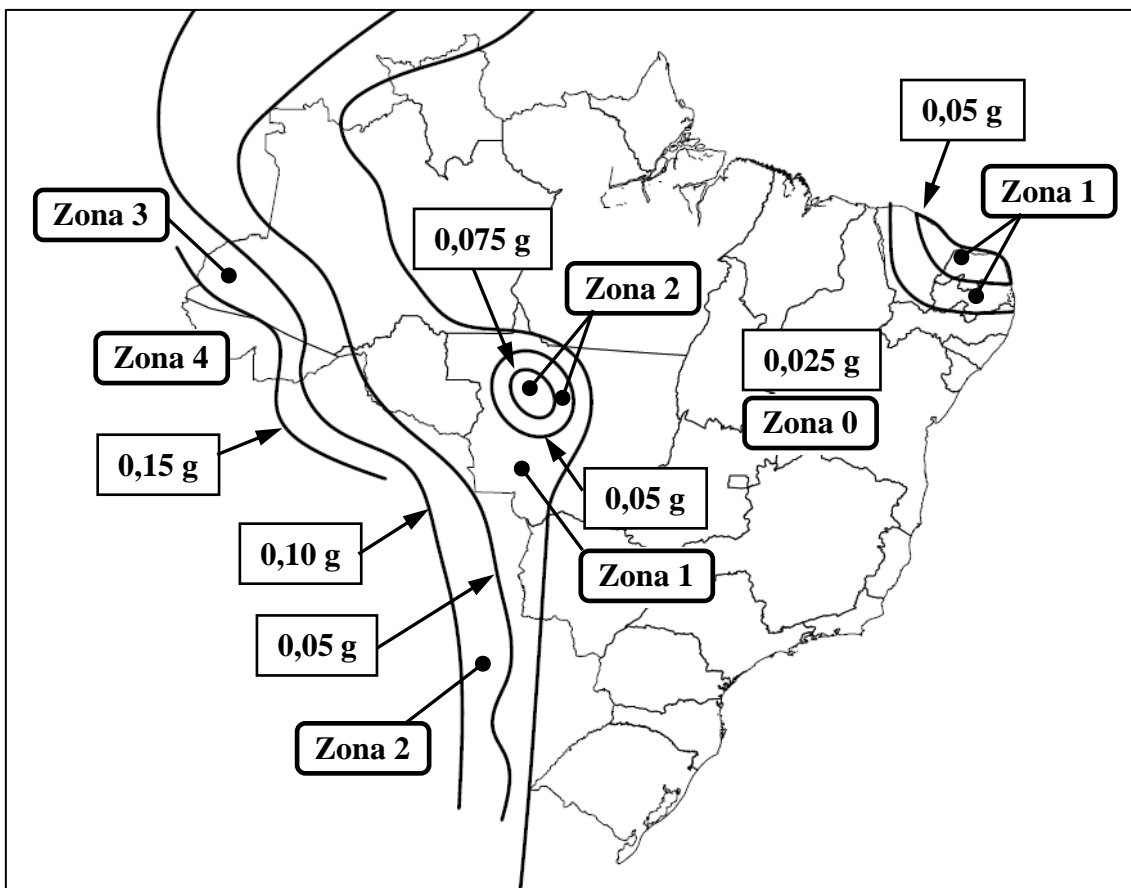 0,05 g
Zona 1
Zona 3
0,075 g
Zona 2
Zona 4
0,025 g
Zona 0
0,15 g
0,05 g
0,10 g
Zona 1
0,05 g
Zona 2